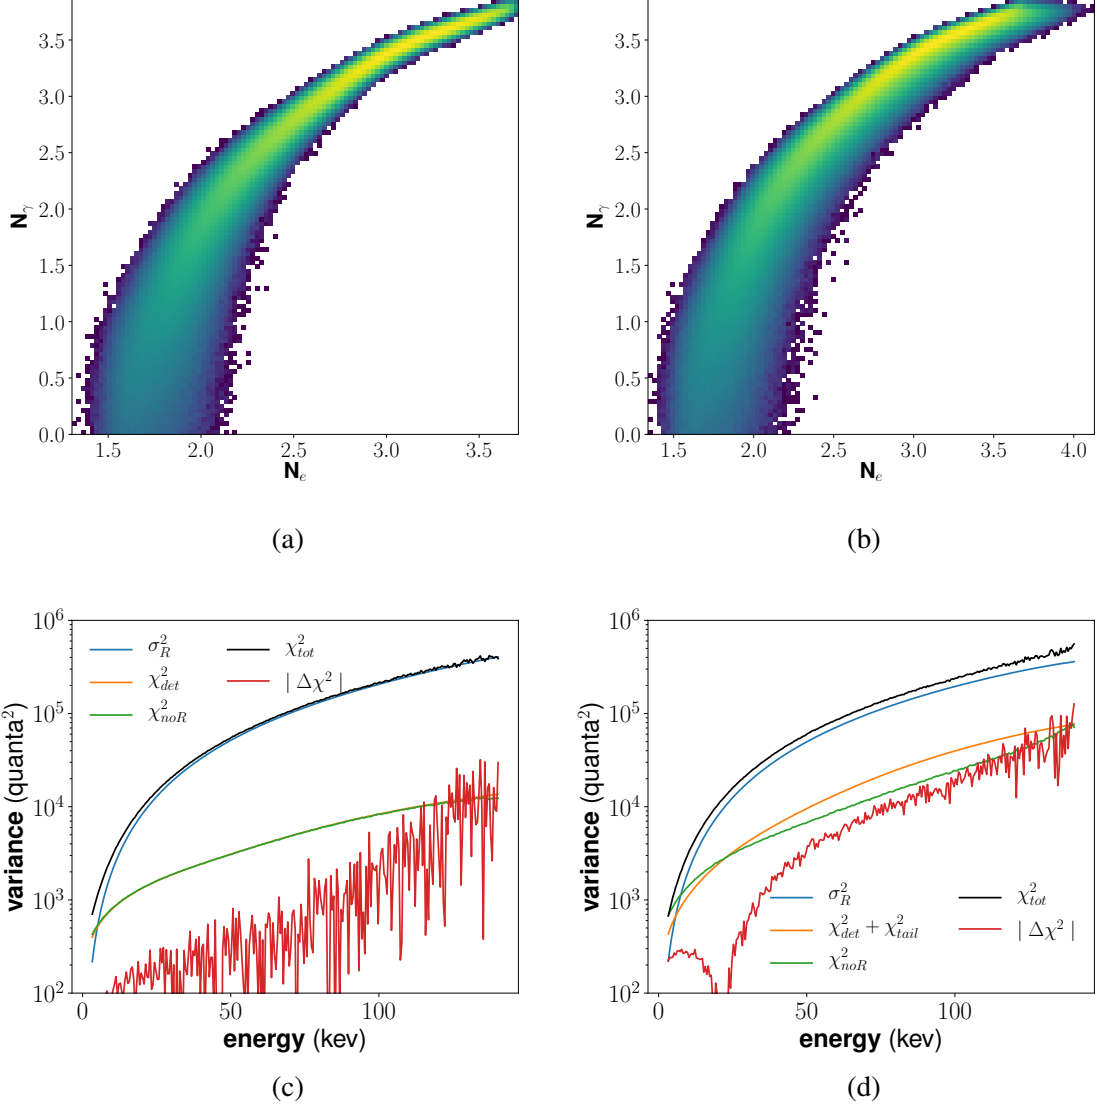 3.5
3.0
2.5
2.0
1.5
1.0
0.5
0.0
N_γ
1.5 2.0 2.5 3.0 3.5
N_e
(a)
3.5
3.0
2.5
2.0
1.5
1.0
0.5
0.0
N_γ
1.5 2.0 2.5 3.0 3.5 4.0
N_e
(b)
10^6
10^5
10^4
10^3
10^2
variance (quanta^2)
σ_R^2
χ_det^2
χ_noR^2
χ_tot^2
| Δχ^2 |
0 50 100
energy (kev)
(c)
10^6
10^5
10^4
10^3
10^2
variance (quanta^2)
σ_R^2
χ_det^2 + χ_tail^2
χ_noR^2
χ_tot^2
| Δχ^2 |
0 50 100
energy (kev)
(d)